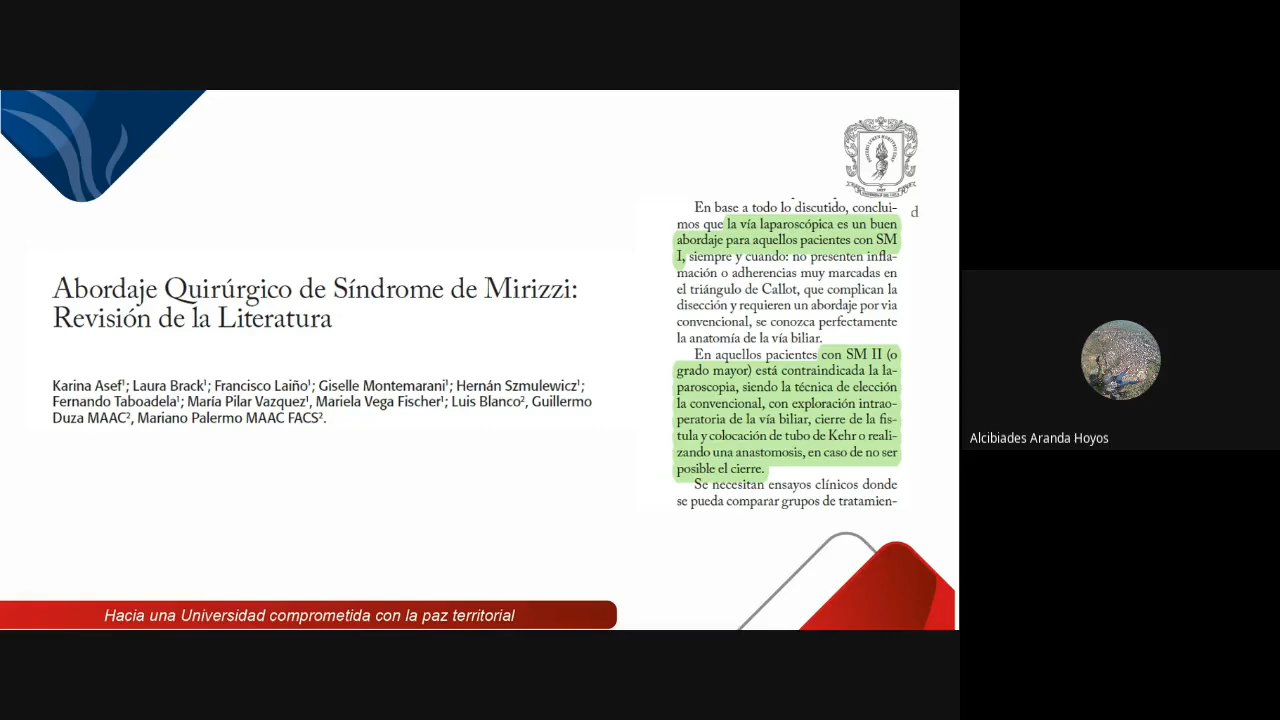 Abordaje Quirúrgico de Síndrome de Mirizzi:
Revisión de la Literatura
Karina Asef¹; Laura Brack¹; Francisco Laiño¹; Giselle Montemarani¹; Hernán Szmulewicz¹;
Fernando Taboadela¹; María Pilar Vazquez¹, Mariela Vega Fischer¹; Luis Blanco², Guillermo
Duza MAAC², Mariano Palermo MAAC FACS².
d
En base a todo lo discutido, conclui-
mos que la vía laparoscópica es un buen
abordaje para aquellos pacientes con SM
I, siempre y cuando: no presenten infla-
mación o adherencias muy marcadas en
el triángulo de Callot, que complican la
disección y requieren un abordaje por via
convencional, se conozca perfectamente
la anatomía de la vía biliar.
En aquellos pacientes con SM II (o
grado mayor) está contraindicada la la-
paroscopia, siendo la técnica de elección
la convencional, con exploración intrao-
peratoria de la vía biliar, cierre de la fís-
tula y colocación de tubo de Kehr o reali-
zando una anastomosis, en caso de no ser
posible el cierre.
Se necesitan ensayos clínicos donde
se pueda comparar grupos de tratamien-
Hacia una Universidad comprometida con la paz territorial
Alcibiades Aranda Hoyos